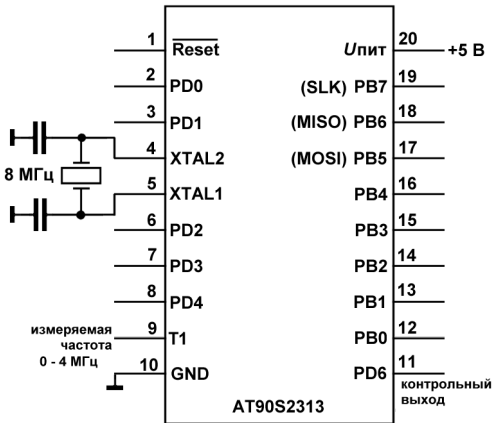 1 Reset Uпит 20 +5 В
2 PD0 (SLK) PB7 19
3 PD1 (MISO) PB6 18
4 XTAL2 (MOSI) PB5 17
8 МГц
5 XTAL1 PB4 16
6 PD2 PB3 15
7 PD3 PB2 14
8 PD4 PB1 13
измеряемая
частота
0 - 4 МГц
9 T1 PB0 12
10 GND PD6 11
контрольный
выход
AT90S2313